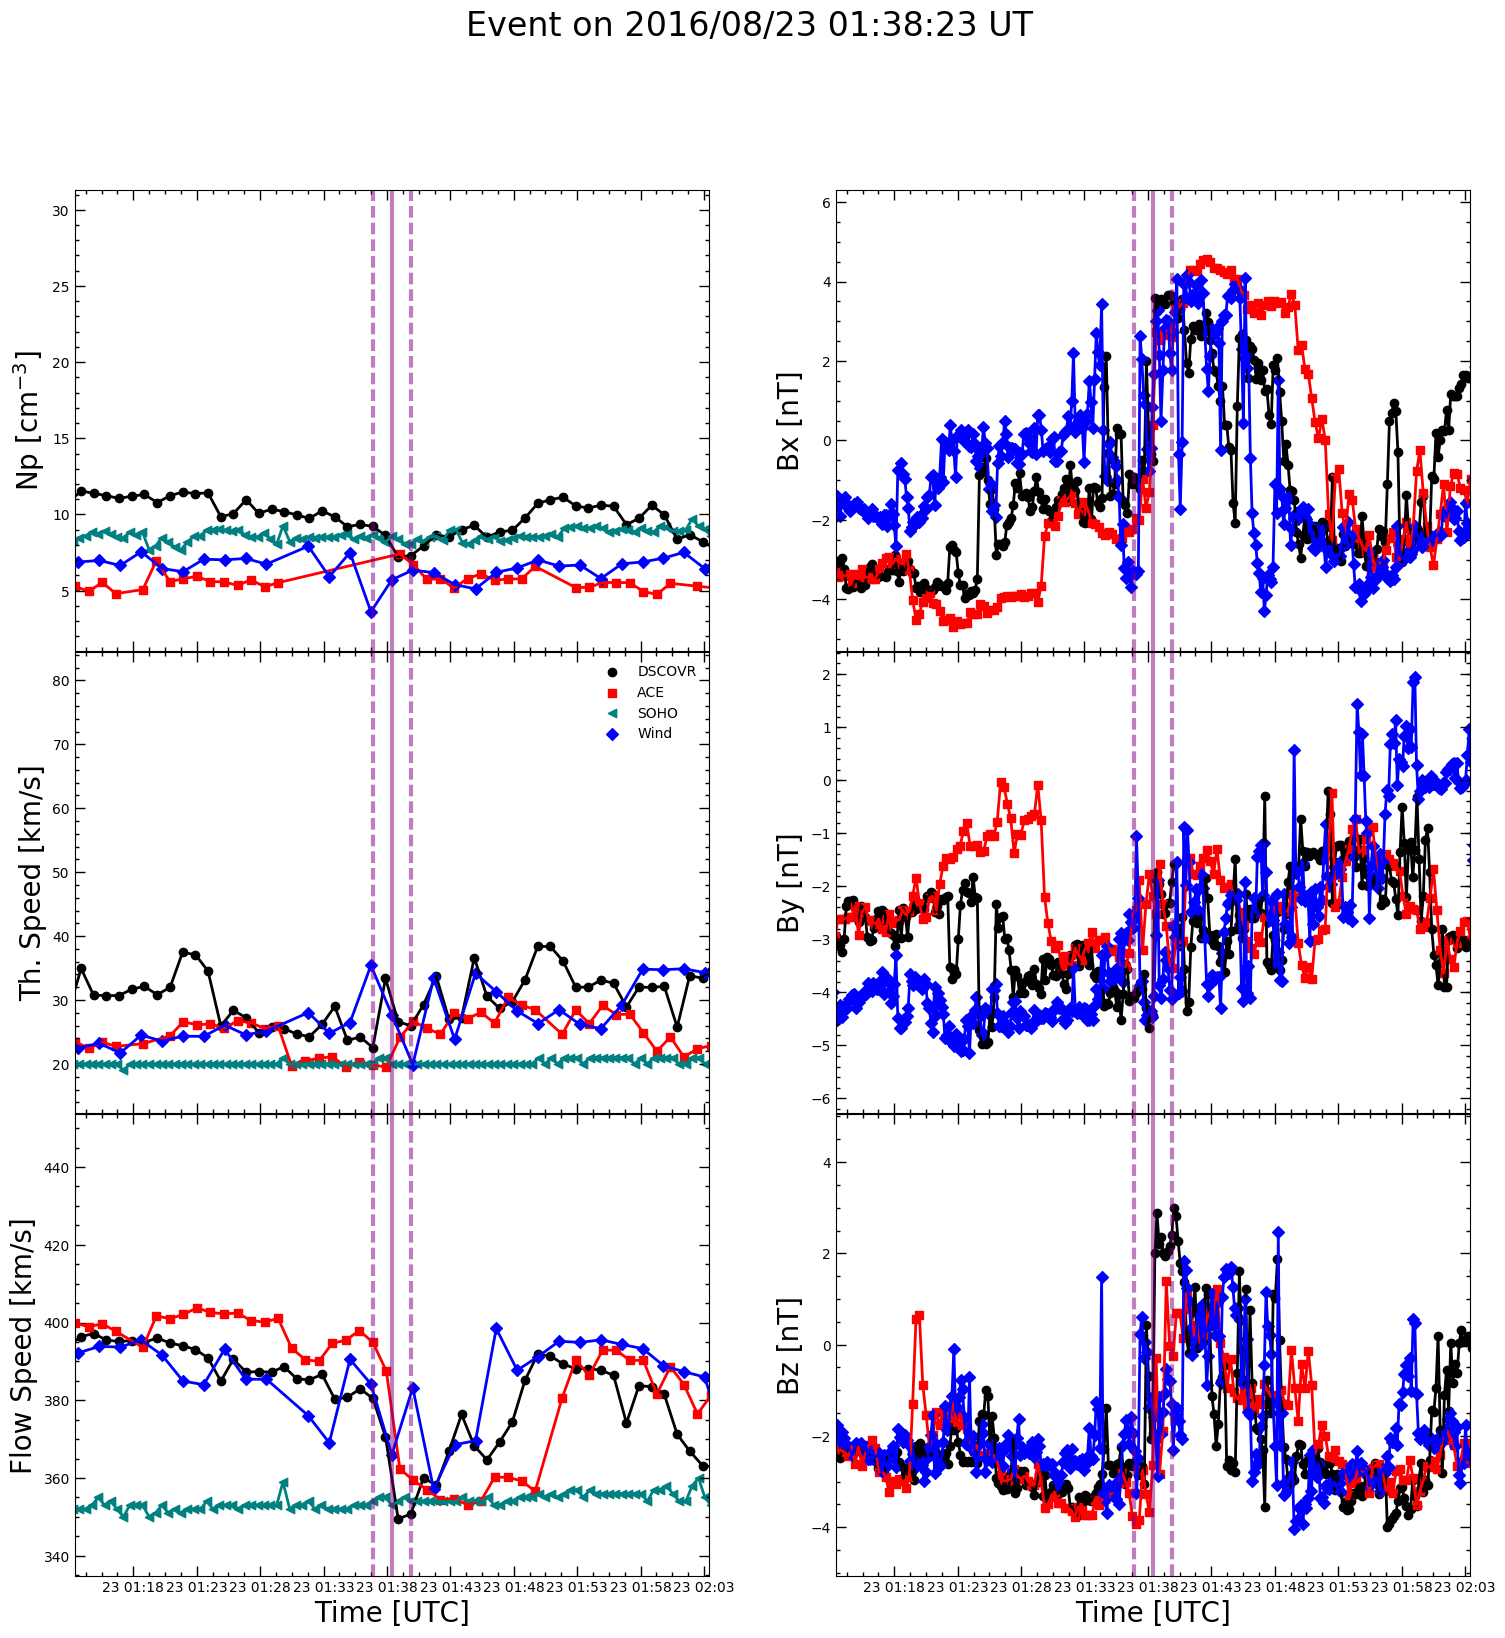 Event on 2016/08/23 01:38:23 UT
Np [cm⁻³]
30
25
20
15
10
5
Th. Speed [km/s]
80
70
60
50
40
30
20
DSCOVR
ACE
SOHO
Wind
Flow Speed [km/s]
440
420
400
380
360
340
23 01:18 23 01:23 23 01:28 23 01:33 23 01:38 23 01:43 23 01:48 23 01:53 23 01:58 23 02:03
Time [UTC]
Bx [nT]
6
4
2
0
−2
−4
By [nT]
2
1
0
−1
−2
−3
−4
−5
−6
Bz [nT]
4
2
0
−2
−4
23 01:18 23 01:23 23 01:28 23 01:33 23 01:38 23 01:43 23 01:48 23 01:53 23 01:58 23 02:03
Time [UTC]